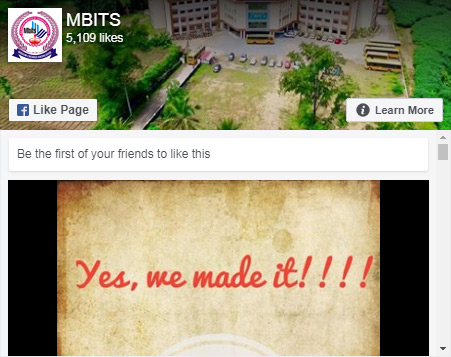 MBITS
5,109 likes
Like Page
Learn More
Be the first of your friends to like this
Yes, we made it!!!!